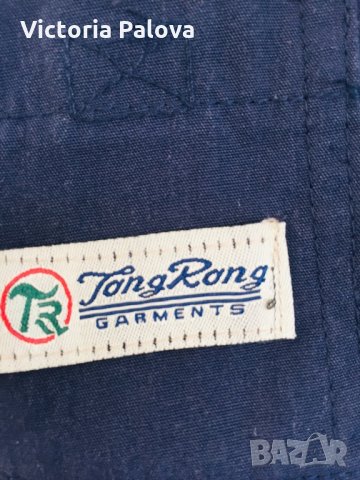 Victoria Palova
TR TongRong
GARMENTS
BAZAR